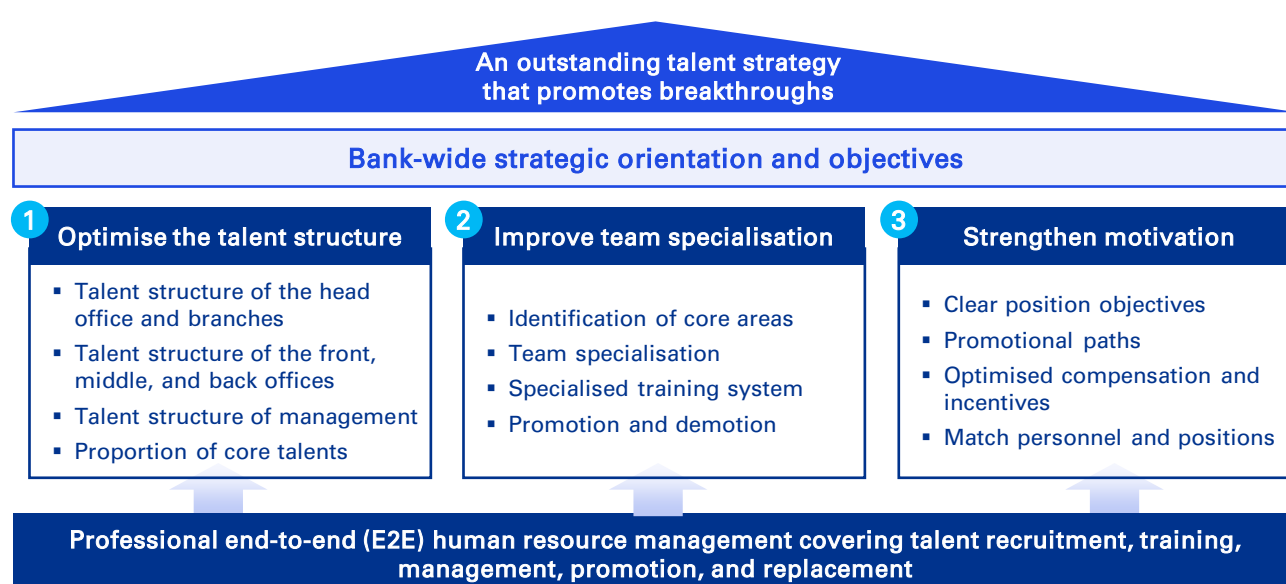 An outstanding talent strategy
that promotes breakthroughs
Bank-wide strategic orientation and objectives
1
Optimise the talent structure
▪ Talent structure of the head
office and branches
▪ Talent structure of the front,
middle, and back offices
▪ Talent structure of management
▪ Proportion of core talents
2
Improve team specialisation
▪ Identification of core areas
▪ Team specialisation
▪ Specialised training system
▪ Promotion and demotion
3
Strengthen motivation
▪ Clear position objectives
▪ Promotional paths
▪ Optimised compensation and
incentives
▪ Match personnel and positions
Professional end-to-end (E2E) human resource management covering talent recruitment, training,
management, promotion, and replacement